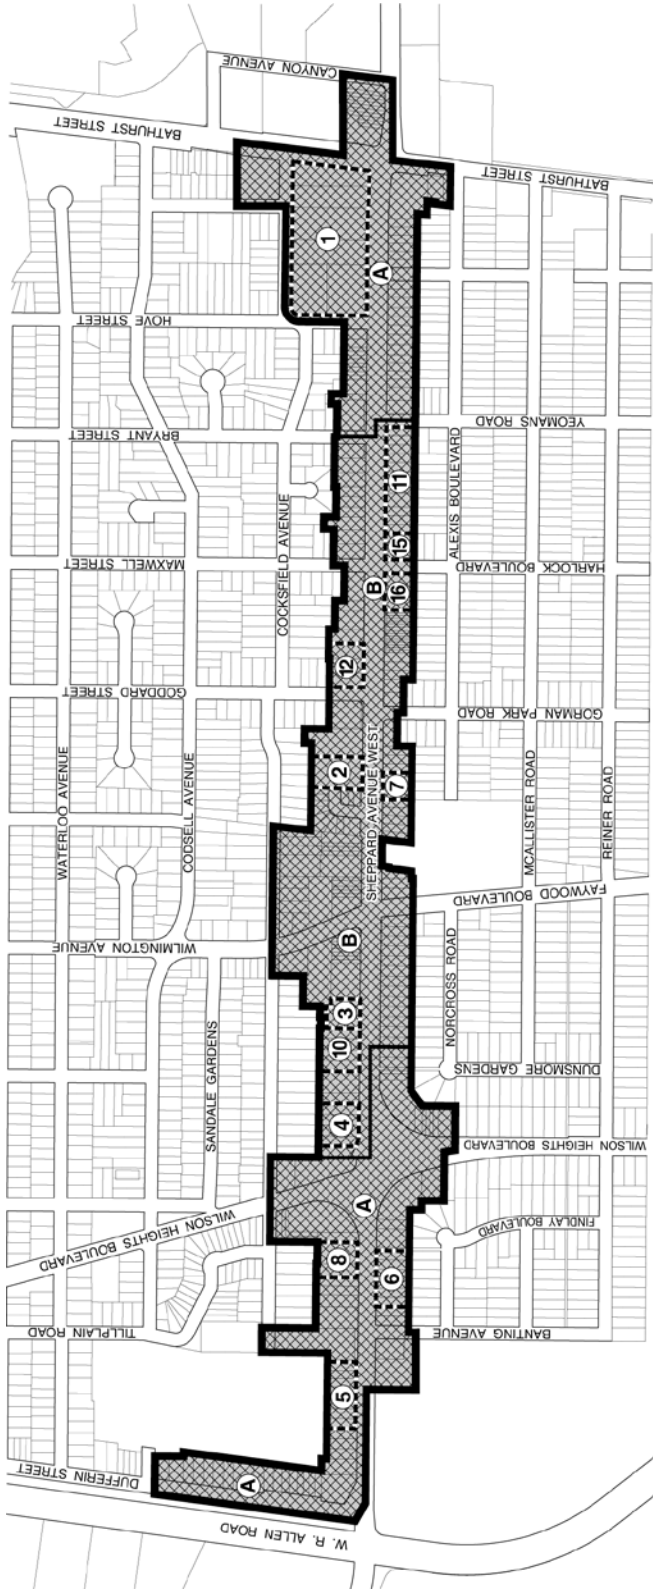 CANYON AVENUE
BATHURST STREET
BATHURST STREET
1
A
HOVE STREET
BRYANT STREET
YEOMANS ROAD
COCKSFIELD AVENUE
11
ALEXIS BOULEVARD
MAXWELL STREET
15
HARLOCK BOULEVARD
B
16
12
GODDARD STREET
GORMAN PARK ROAD
WATERLOO AVENUE
CODSELL AVENUE
2
SHEPPARD AVENUE WEST
7
MCALLISTER ROAD
REINER ROAD
FAYWOOD BOULEVARD
WILMINGTON AVENUE
B
NORCROSS ROAD
3
10
SANDALE GARDENS
DUNSMORE GARDENS
4
WILSON HEIGHTS BOULEVARD
A
WILSON HEIGHTS BOULEVARD
FINDLAY BOULEVARD
8
6
TILLPLAIN ROAD
BANTING AVENUE
5
DUFFERIN STREET
A
W. R. ALLEN ROAD